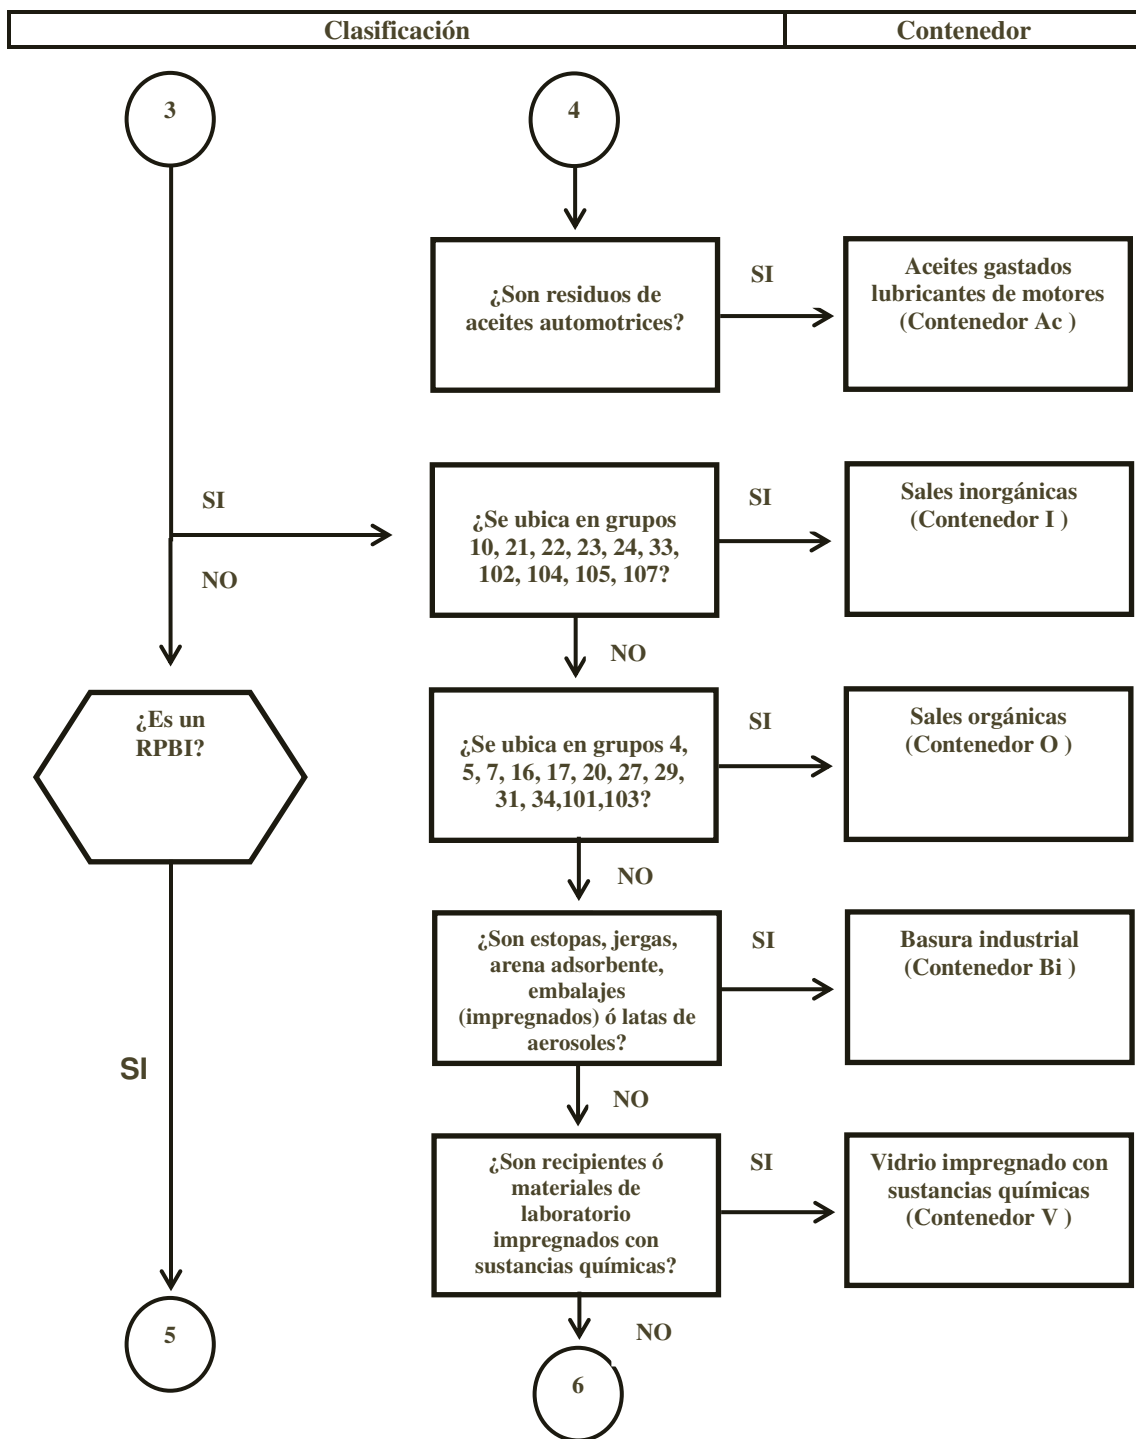 Clasificación
Contenedor
3
4
¿Son residuos de
aceites automotrices?
SI
Aceites gastados
lubricantes de motores
(Contenedor Ac )
SI
NO
¿Se ubica en grupos
10, 21, 22, 23, 24, 33,
102, 104, 105, 107?
SI
Sales inorgánicas
(Contenedor I )
NO
¿Es un
RPBI?
¿Se ubica en grupos 4,
5, 7, 16, 17, 20, 27, 29,
31, 34,101,103?
SI
Sales orgánicas
(Contenedor O )
NO
¿Son estopas, jergas,
arena adsorbente,
embalajes
(impregnados) ó latas de
aerosoles?
SI
Basura industrial
(Contenedor Bi )
SI
NO
¿Son recipientes ó
materiales de
laboratorio
impregnados con
sustancias químicas?
SI
Vidrio impregnado con
sustancias químicas
(Contenedor V )
5
NO
6